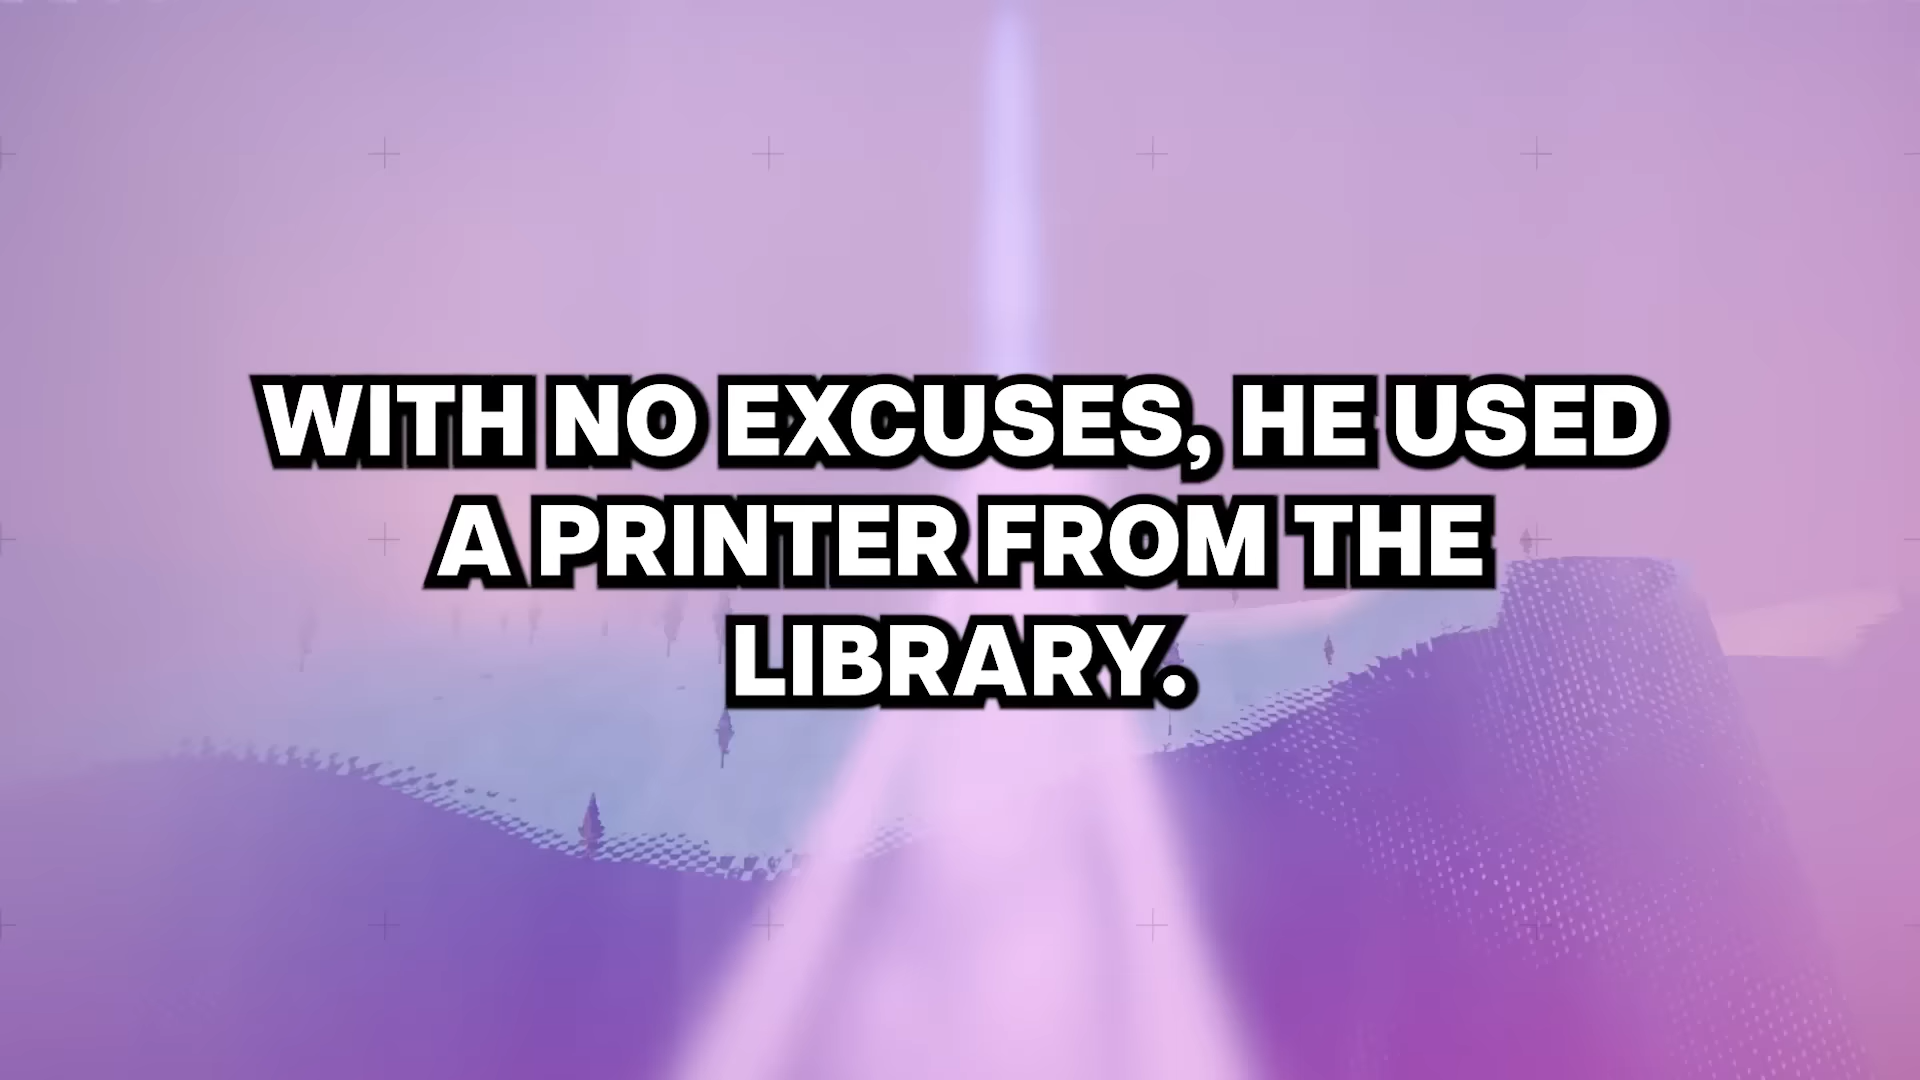 WITH NO EXCUSES, HE USED
A PRINTER FROM THE
LIBRARY.